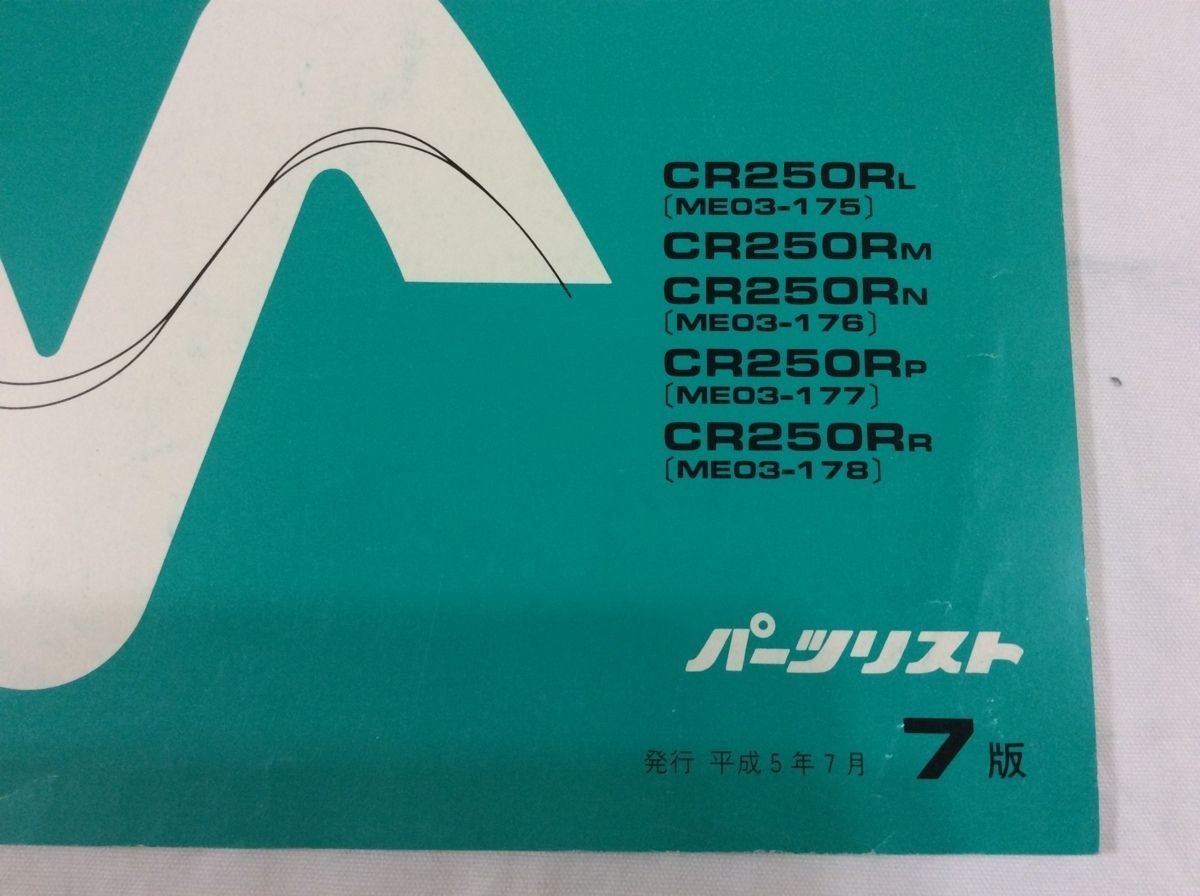 CR250RL
〔ME03-175〕
CR250RM
CR250RN
〔ME03-176〕
CR250RP
〔ME03-177〕
CR250RR
〔ME03-178〕
パーツリスト
発行 平成5年7月 7版